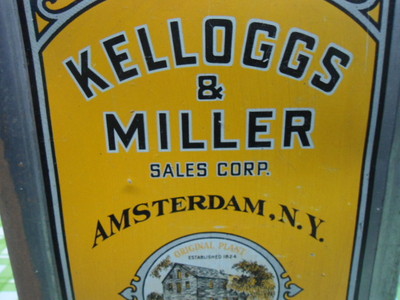 KELLOGGS
&
MILLER
SALES CORP.
AMSTERDAM, N.Y.
ORIGINAL PLANT
ESTABLISHED 1824